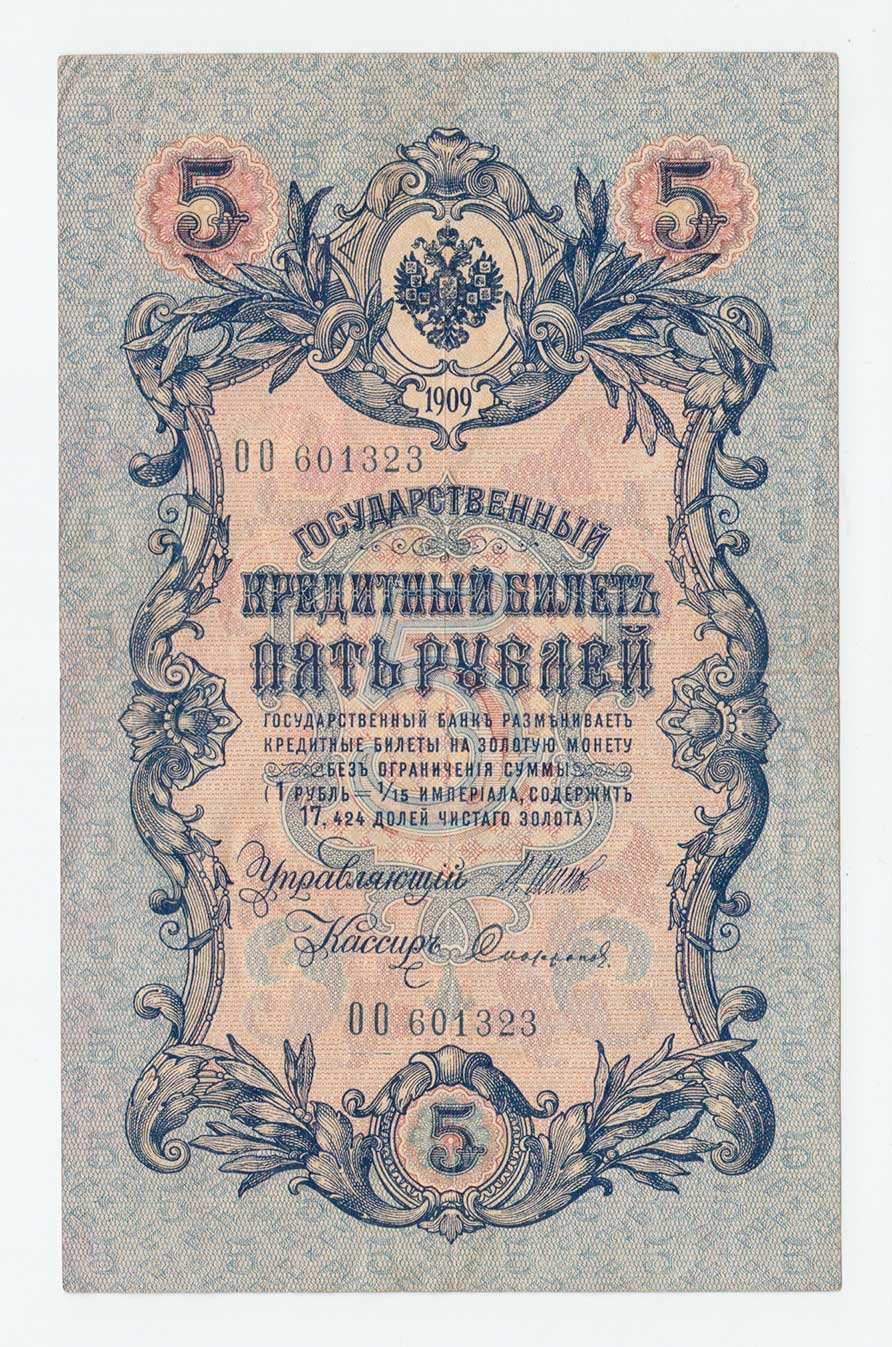 5 5
1909
ОО 601323
ГОСУДАРСТВЕННЫЙ
КРЕДИТНЫЙ БИЛЕТЪ
ПЯТЬ РУБЛЕЙ
ГОСУДАРСТВЕННЫЙ БАНКЪ РАЗМѢНИВАЕТЪ
КРЕДИТНЫЕ БИЛЕТЫ НА ЗОЛОТУЮ МОНЕТУ
БЕЗЪ ОГРАНИЧЕНІЯ СУММЫ
(1 РУБЛЬ = 1/15 ИМПЕРІАЛА, СОДЕРЖИТЪ
17,424 ДОЛЕЙ ЧИСТАГО ЗОЛОТА).
Управляющій
Кассиръ
ОО 601323
5